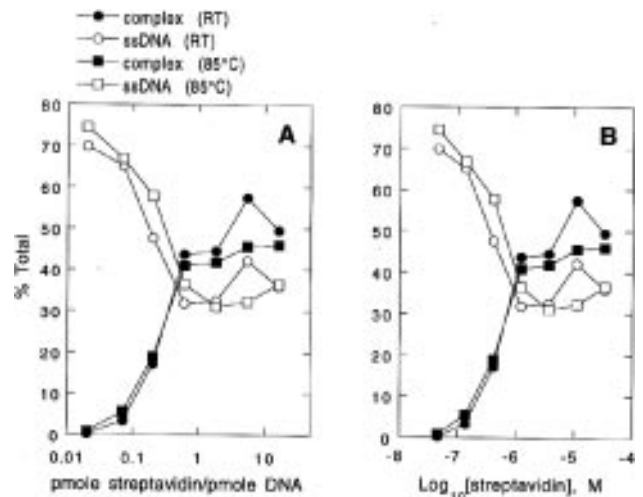 complex (RT)
ssDNA (RT)
complex (85°C)
ssDNA (85°C)
80
70
60
50
40
30
20
10
0
% Total
A
0.01
0.1
1
10
pmole streptavidin/pmole DNA
80
70
60
50
40
30
20
10
0
B
-7
-6
-5
-4
Log10[streptavidin], M